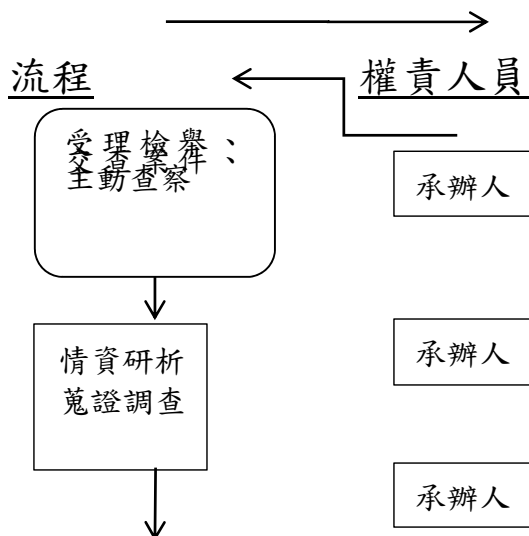 流程
權責人員
受理檢舉、
交查案件、
主動查察
承辦人
情資研析
蒐證調查
承辦人
承辦人